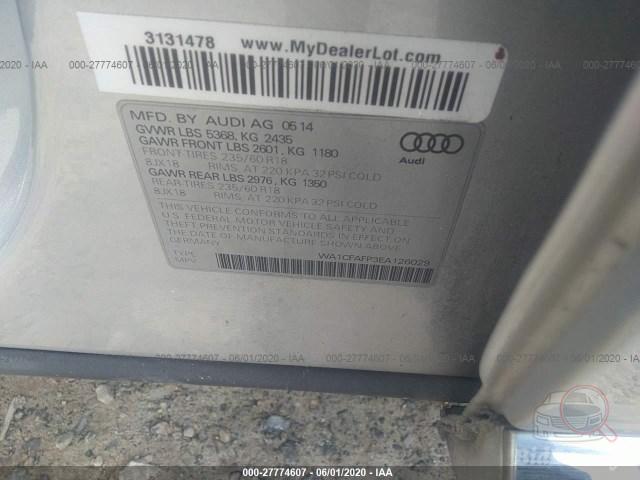 3131478 www.MyDealerLot.com
MFD. BY AUDI AG 0514
GVWR LBS 5368, KG 2435
GAWR FRONT LBS 2601, KG 1180
FRONT-TIRES 235/60 R18
8JX18 RIMS, AT 220 KPA 32 PSI COLD
GAWR REAR LBS 2976, KG 1350
REAR-TIRES 235/60 R18
8JX18 RIMS, AT 220 KPA 32 PSI COLD
THIS VEHICLE CONFORMS TO ALL APPLICABLE
U.S. FEDERAL MOTOR VEHICLE SAFETY AND
THEFT PREVENTION STANDARDS IN EFFECT ON
THE DATE OF MANUFACTURE SHOWN ABOVE.
GERMANY
Audi
WA1CFAFP3EA126029
TYPE:
MPV
000-27774607 - 06/01/2020 - IAA